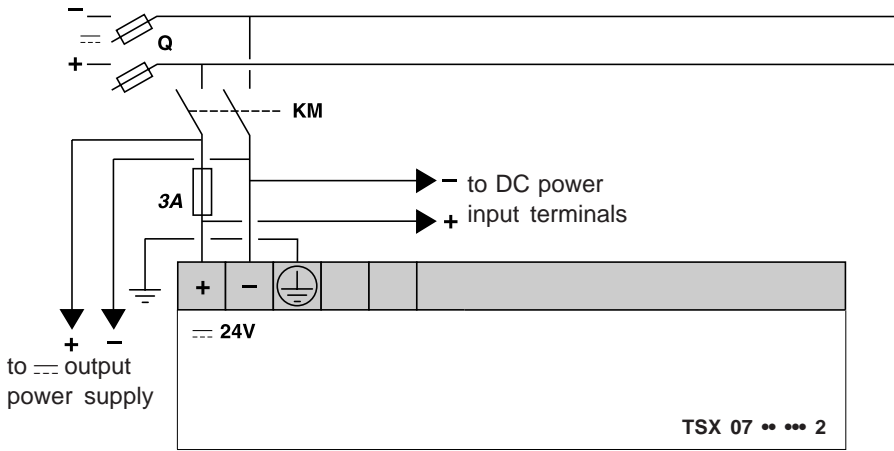 −
Q
+
KM
− to DC power
+ input terminals
3A
+ − 
⎓ 24V
+ −
to ⎓ output
power supply
TSX 07 •• ••• 2